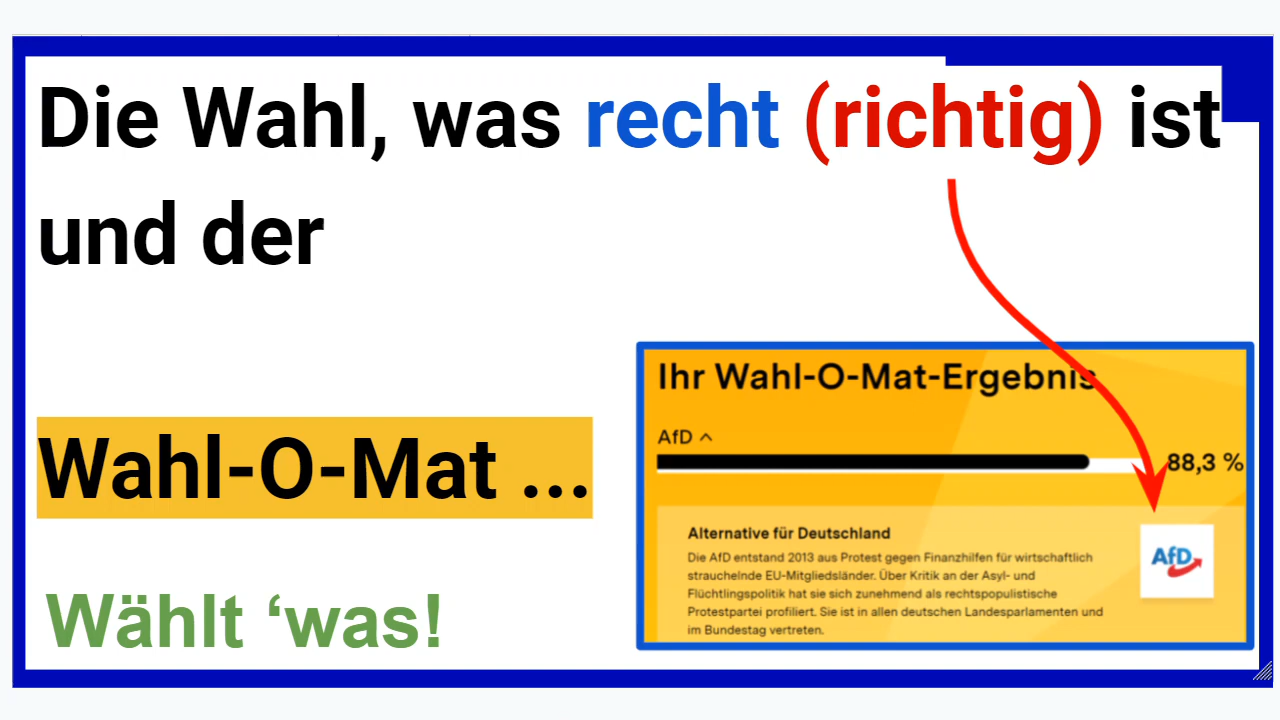 Die Wahl, was recht (richtig) ist
und der
Wahl-O-Mat ...
Wählt ‘was!
Ihr Wahl-O-Mat-Ergebnis
AfD
88,3 %
Alternative für Deutschland
Die AfD entstand 2013 aus Protest gegen Finanzhilfen für wirtschaftlich
strauchelnde EU-Mitgliedsländer. Über Kritik an der Asyl- und
Flüchtlingspolitik hat sie sich zunehmend als rechtspopulistische
Protestpartei profiliert. Sie ist in allen deutschen Landesparlamenten und
im Bundestag vertreten.
AfD